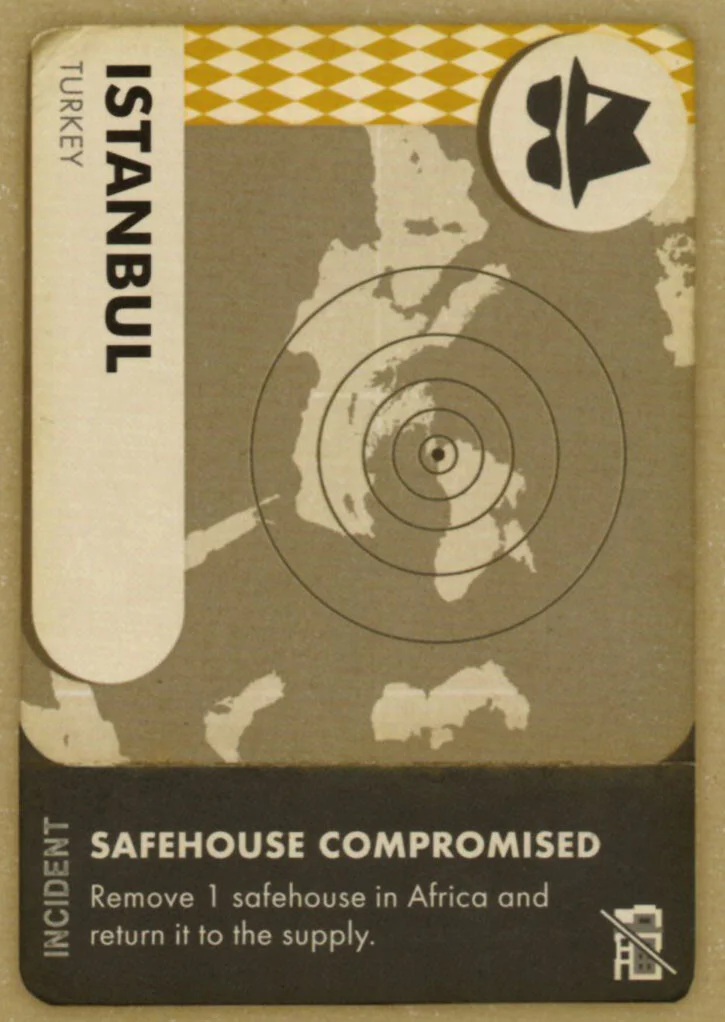 ISTANBUL
TURKEY
INCIDENT
SAFEHOUSE COMPROMISED
Remove 1 safehouse in Africa and
return it to the supply.